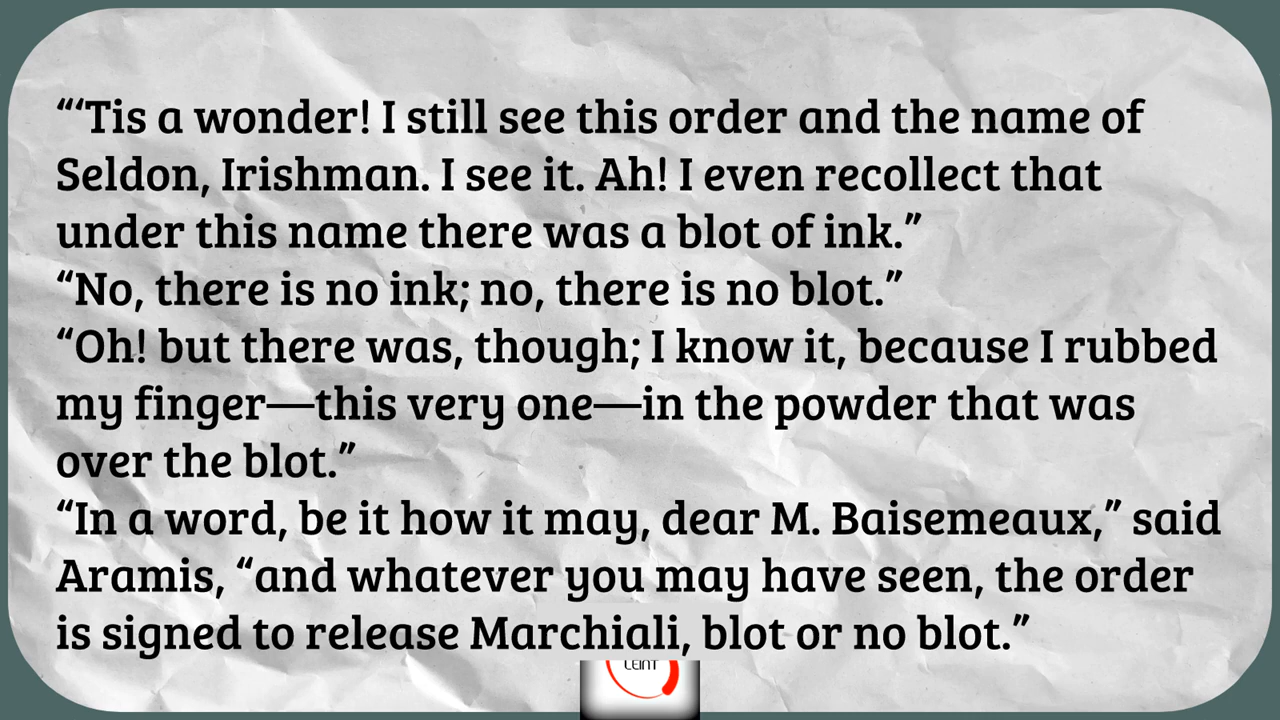 “‘Tis a wonder! I still see this order and the name of
Seldon, Irishman. I see it. Ah! I even recollect that
under this name there was a blot of ink.”
“No, there is no ink; no, there is no blot.”
“Oh! but there was, though; I know it, because I rubbed
my finger—this very one—in the powder that was
over the blot.”
“In a word, be it how it may, dear M. Baisemeaux,” said
Aramis, “and whatever you may have seen, the order
is signed to release Marchiali, blot or no blot.”
LEINT